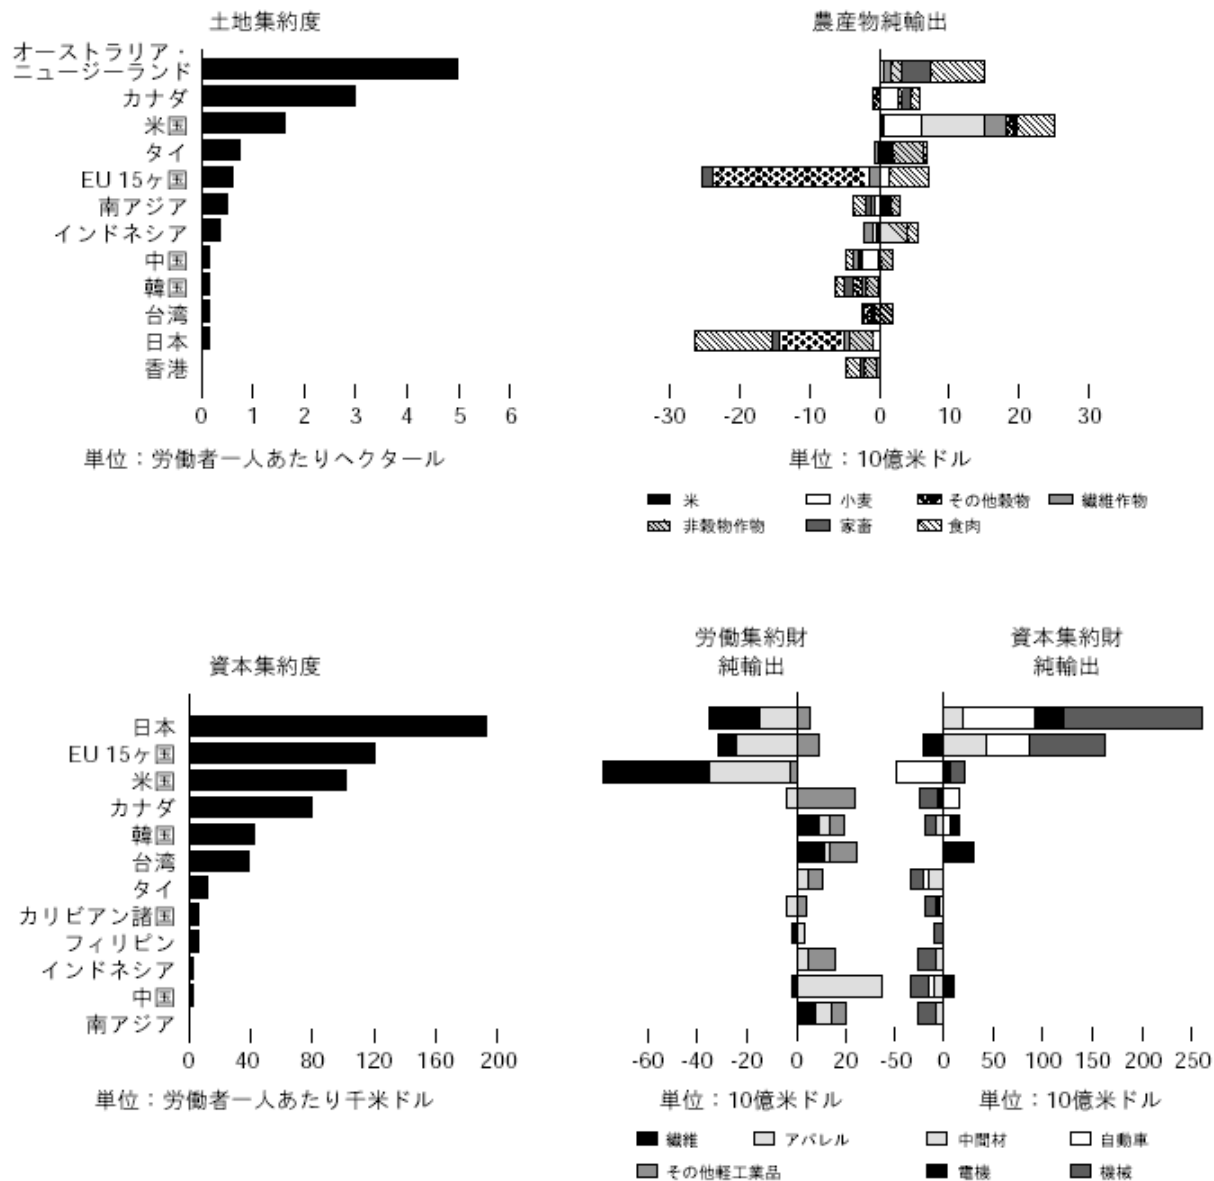 土地集約度
オーストラリア・
ニュージーランド
カナダ
米国
タイ
EU 15ヶ国
南アジア
インドネシア
中国
韓国
台湾
日本
香港
0 1 2 3 4 5 6
単位：労働者一人あたりヘクタール
農産物純輸出
-30 -20 -10 0 10 20 30
単位：10億米ドル
米 小麦 その他穀物 繊維作物
非穀物作物 家畜 食肉
資本集約度
日本
EU 15ヶ国
米国
カナダ
韓国
台湾
タイ
カリビアン諸国
フィリピン
インドネシア
中国
南アジア
0 40 80 120 160 200
単位：労働者一人あたり千米ドル
労働集約財
純輸出
-60 -40 -20 0 20
単位：10億米ドル
繊維 アパレル
その他軽工業品
資本集約財
純輸出
-50 0 50 100 150 200 250
単位：10億米ドル
中間材 自動車
電機 機械